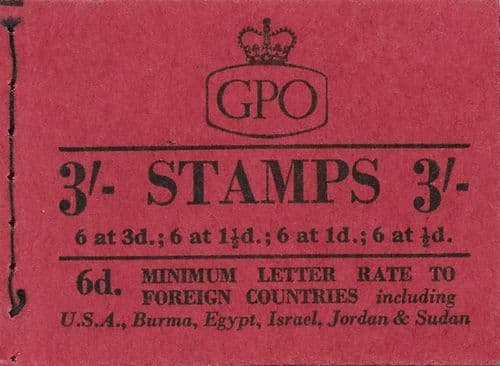 GPO
3/- STAMPS 3/-
6 at 3d.; 6 at 1½d.; 6 at 1d.; 6 at ½d.
6d. MINIMUM LETTER RATE TO
FOREIGN COUNTRIES including
U.S.A., Burma, Egypt, Israel, Jordan & Sudan